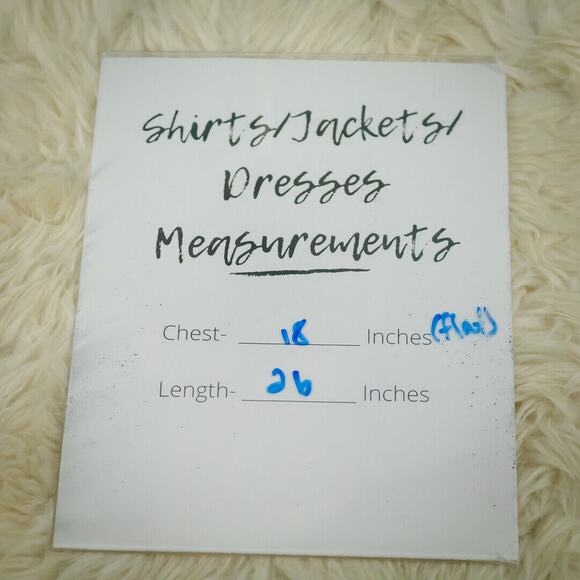 Shirts/Jackets/
Dresses
Measurements
Chest- 18 Inches (flat)
Length- 26 Inches